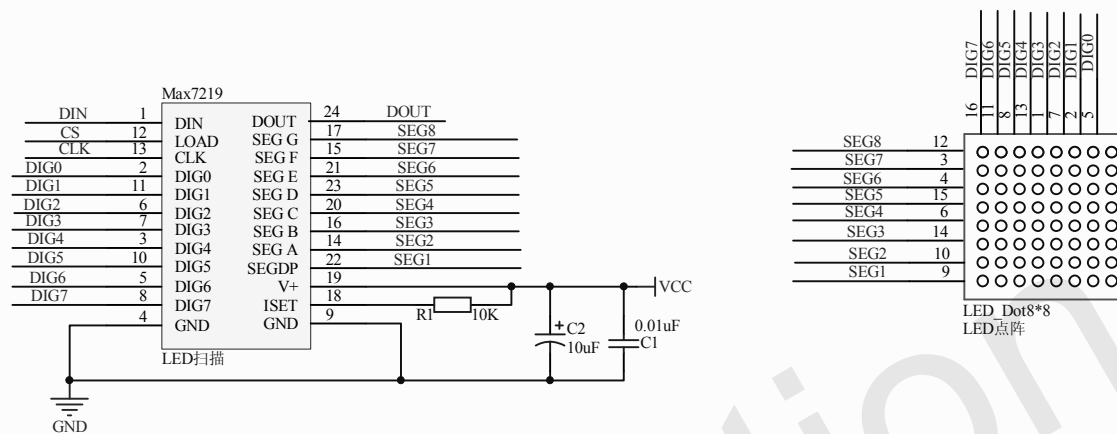 Max7219
DIN 1 DIN DOUT 24 DOUT
CS 12 LOAD SEG G 17 SEG8
CLK 13 CLK SEG F 15 SEG7
DIG0 2 DIG0 SEG E 21 SEG6
DIG1 11 DIG1 SEG D 23 SEG5
DIG2 6 DIG2 SEG C 20 SEG4
DIG3 7 DIG3 SEG B 16 SEG3
DIG4 3 DIG4 SEG A 14 SEG2
DIG5 10 DIG5 SEGDP 22 SEG1
DIG6 5 DIG6 V+ 19
DIG7 8 DIG7 ISET 18
4 GND GND 9
LED扫描
R1 10K
VCC
+ C2
10uF
0.01uF
C1
GND
DIG7
DIG6
DIG5
DIG4
DIG3
DIG2
DIG1
DIG0
16
11
8
13
1
7
2
5
SEG8 12
SEG7 3
SEG6 4
SEG5 15
SEG4 6
SEG3 14
SEG2 10
SEG1 9
LED_Dot8*8
LED点阵